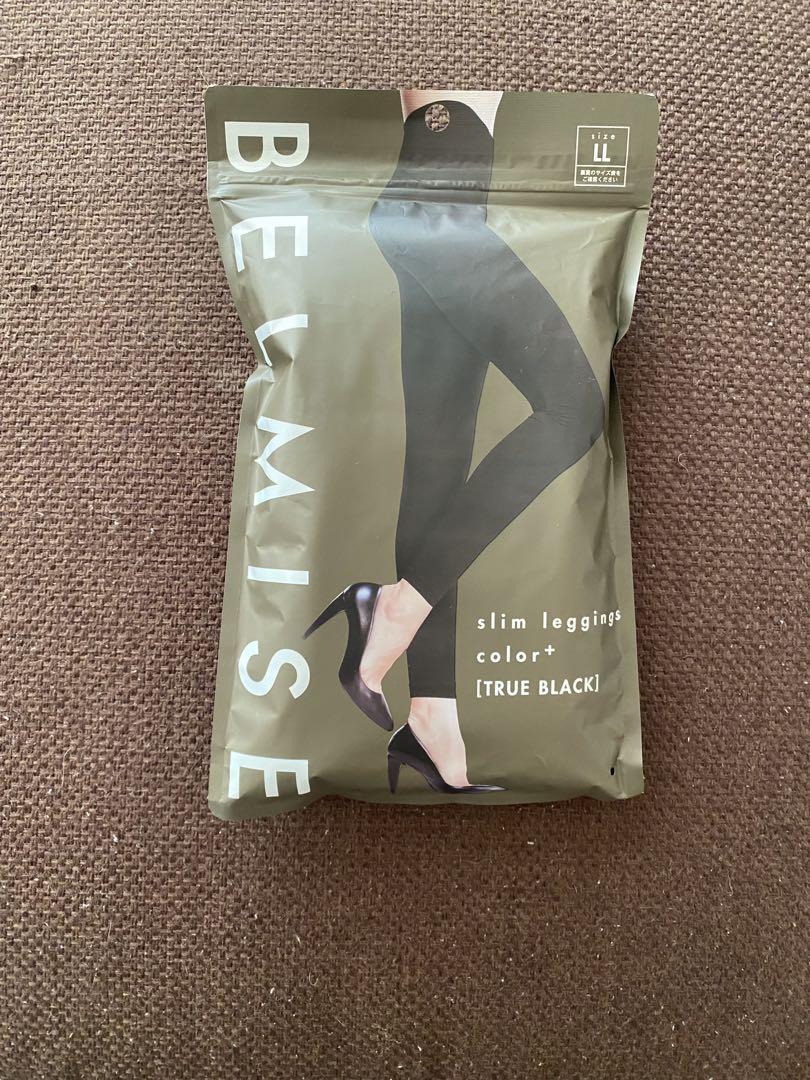 BELMISE
size
LL
裏面のサイズ表を
ご確認ください
slim leggings
color+
[TRUE BLACK]